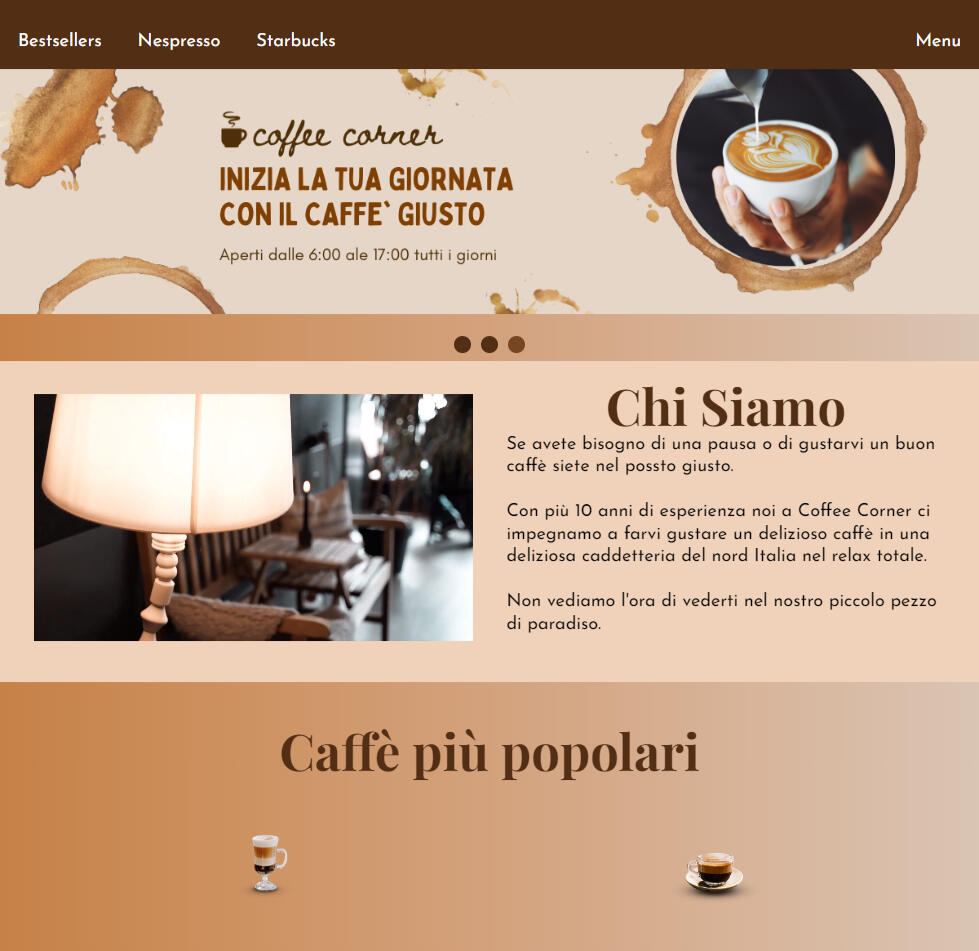 Bestsellers Nespresso Starbucks Menu
coffee corner
INIZIA LA TUA GIORNATA
CON IL CAFFE` GIUSTO
Aperti dalle 6:00 ale 17:00 tutti i giorni
Chi Siamo
Se avete bisogno di una pausa o di gustarvi un buon
caffè siete nel possto giusto.
Con più 10 anni di esperienza noi a Coffee Corner ci
impegnamo a farvi gustare un delizioso caffè in una
deliziosa caddetteria del nord Italia nel relax totale.
Non vediamo l'ora di vederti nel nostro piccolo pezzo
di paradiso.
Caffè più popolari